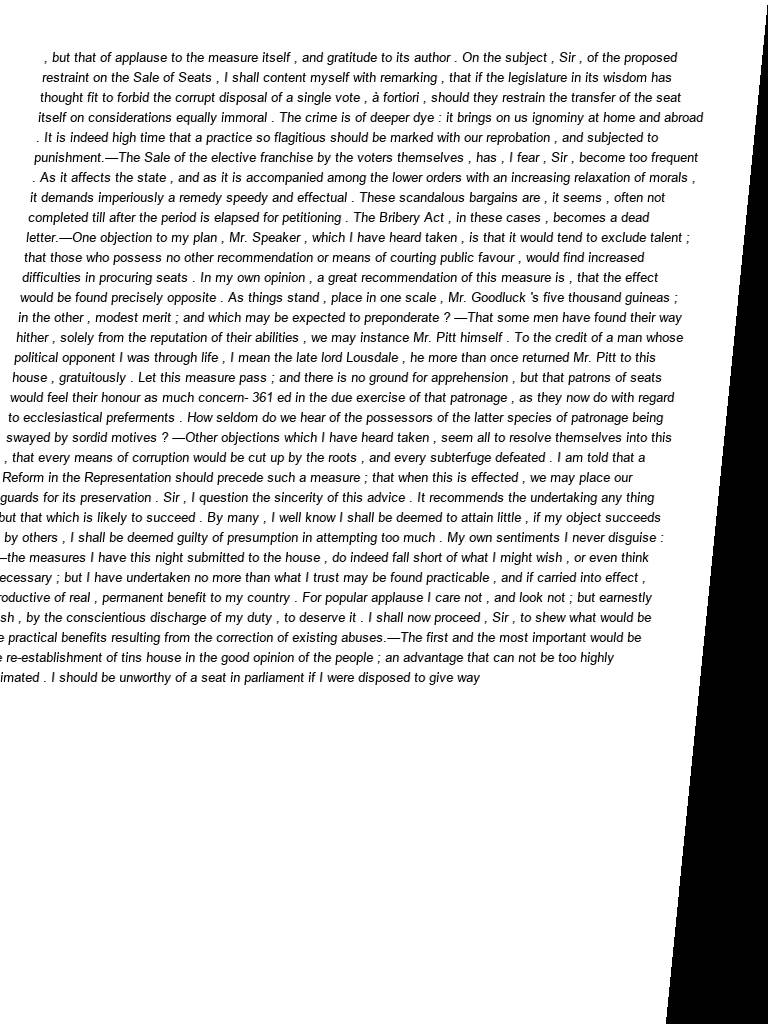 , but that of applause to the measure itself , and gratitude to its author . On the subject , Sir , of the proposed
restraint on the Sale of Seats , I shall content myself with remarking , that if the legislature in its wisdom has
thought fit to forbid the corrupt disposal of a single vote , à fortiori , should they restrain the transfer of the seat
itself on considerations equally immoral . The crime is of deeper dye : it brings on us ignominy at home and abroad
. It is indeed high time that a practice so flagitious should be marked with our reprobation , and subjected to
punishment.—The Sale of the elective franchise by the voters themselves , has , I fear , Sir , become too frequent
. As it affects the state , and as it is accompanied among the lower orders with an increasing relaxation of morals ,
it demands imperiously a remedy speedy and effectual . These scandalous bargains are , it seems , often not
completed till after the period is elapsed for petitioning . The Bribery Act , in these cases , becomes a dead
letter.—One objection to my plan , Mr. Speaker , which I have heard taken , is that it would tend to exclude talent ;
that those who possess no other recommendation or means of courting public favour , would find increased
difficulties in procuring seats . In my own opinion , a great recommendation of this measure is , that the effect
would be found precisely opposite . As things stand , place in one scale , Mr. Goodluck 's five thousand guineas ;
in the other , modest merit ; and which may be expected to preponderate ? —That some men have found their way
hither , solely from the reputation of their abilities , we may instance Mr. Pitt himself . To the credit of a man whose
political opponent I was through life , I mean the late lord Lousdale , he more than once returned Mr. Pitt to this
house , gratuitously . Let this measure pass ; and there is no ground for apprehension , but that patrons of seats
would feel their honour as much concern- 361 ed in the due exercise of that patronage , as they now do with regard
to ecclesiastical preferments . How seldom do we hear of the possessors of the latter species of patronage being
swayed by sordid motives ? —Other objections which I have heard taken , seem all to resolve themselves into this
, that every means of corruption would be cut up by the roots , and every subterfuge defeated . I am told that a
Reform in the Representation should precede such a measure ; that when this is effected , we may place our
guards for its preservation . Sir , I question the sincerity of this advice . It recommends the undertaking any thing
but that which is likely to succeed . By many , I well know I shall be deemed to attain little , if my object succeeds
by others , I shall be deemed guilty of presumption in attempting too much . My own sentiments I never disguise :
—the measures I have this night submitted to the house , do indeed fall short of what I might wish , or even think
ecessary ; but I have undertaken no more than what I trust may be found practicable , and if carried into effect ,
roductive of real , permanent benefit to my country . For popular applause I care not , and look not ; but earnestly
sh , by the conscientious discharge of my duty , to deserve it . I shall now proceed , Sir , to shew what would be
e practical benefits resulting from the correction of existing abuses.—The first and the most important would be
e re-establishment of tins house in the good opinion of the people ; an advantage that can not be too highly
imated . I should be unworthy of a seat in parliament if I were disposed to give way